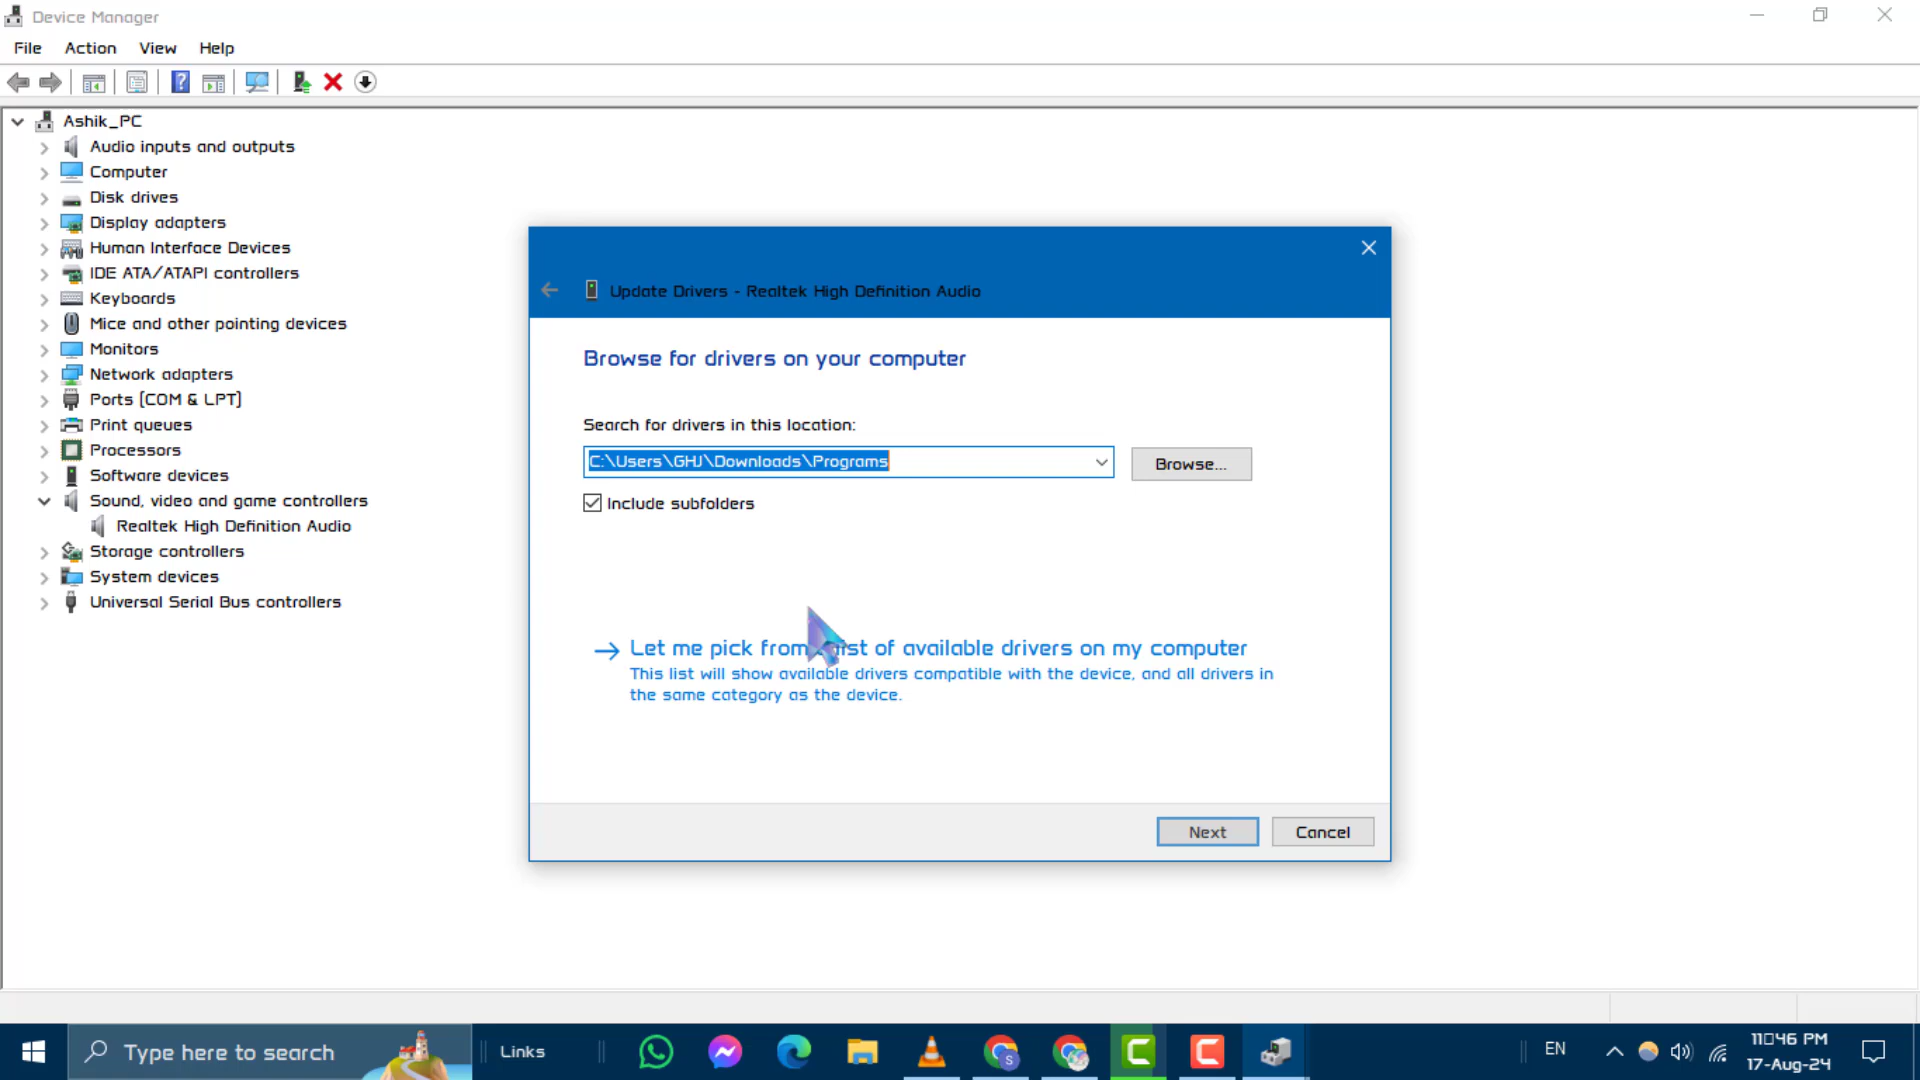 Device Manager
File Action View Help
Ashik_PC
Audio inputs and outputs
Computer
Disk drives
Display adapters
Human Interface Devices
IDE ATA/ATAPI controllers
Keyboards
Mice and other pointing devices
Monitors
Network adapters
Ports (COM & LPT)
Print queues
Processors
Software devices
Sound, video and game controllers
Realtek High Definition Audio
Storage controllers
System devices
Universal Serial Bus controllers
Update Drivers - Realtek High Definition Audio
Browse for drivers on your computer
Search for drivers in this location:
C:\Users\GHJ\Downloads\Programs
Browse...
Include subfolders
Let me pick from list of available drivers on my computer
This list will show available drivers compatible with the device, and all drivers in
the same category as the device.
Next Cancel
Type here to search
Links
EN
11□46 PM
17-Aug-24